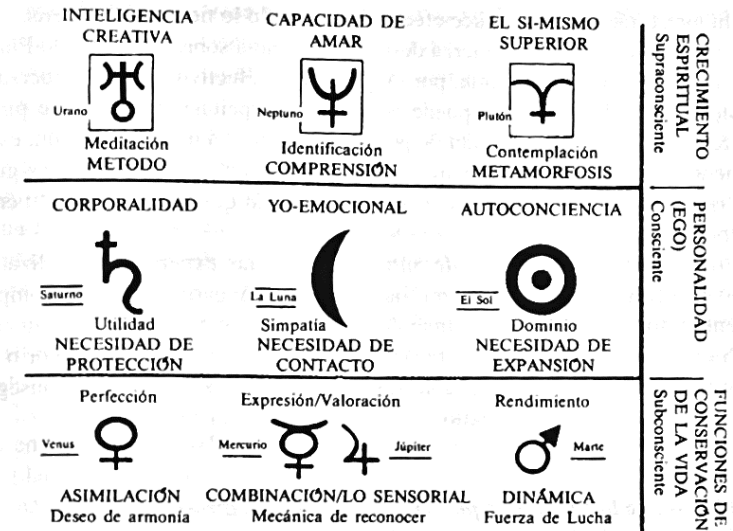 INTELIGENCIA
CREATIVA
Urano
Meditación
METODO
CAPACIDAD DE
AMAR
Neptuno
Identificación
COMPRENSIÓN
EL SI-MISMO
SUPERIOR
Plutón
Contemplación
METAMORFOSIS
CRECIMIENTO
ESPIRITUAL
Supraconsciente
CORPORALIDAD
Saturno
Utilidad
NECESIDAD DE
PROTECCIÓN
YO-EMOCIONAL
La Luna
Simpatía
NECESIDAD DE
CONTACTO
AUTOCONCIENCIA
El Sol
Dominio
NECESIDAD DE
EXPANSIÓN
PERSONALIDAD
(EGO)
Consciente
Perfección
Venus
ASIMILACIÓN
Deseo de armonía
Expresión/Valoración
Mercurio
Júpiter
COMBINACIÓN/LO SENSORIAL
Mecánica de reconocer
Rendimiento
Marte
DINÁMICA
Fuerza de Lucha
FUNCIONES DE
CONSERVACIÓN
DE LA VIDA
Subconsciente